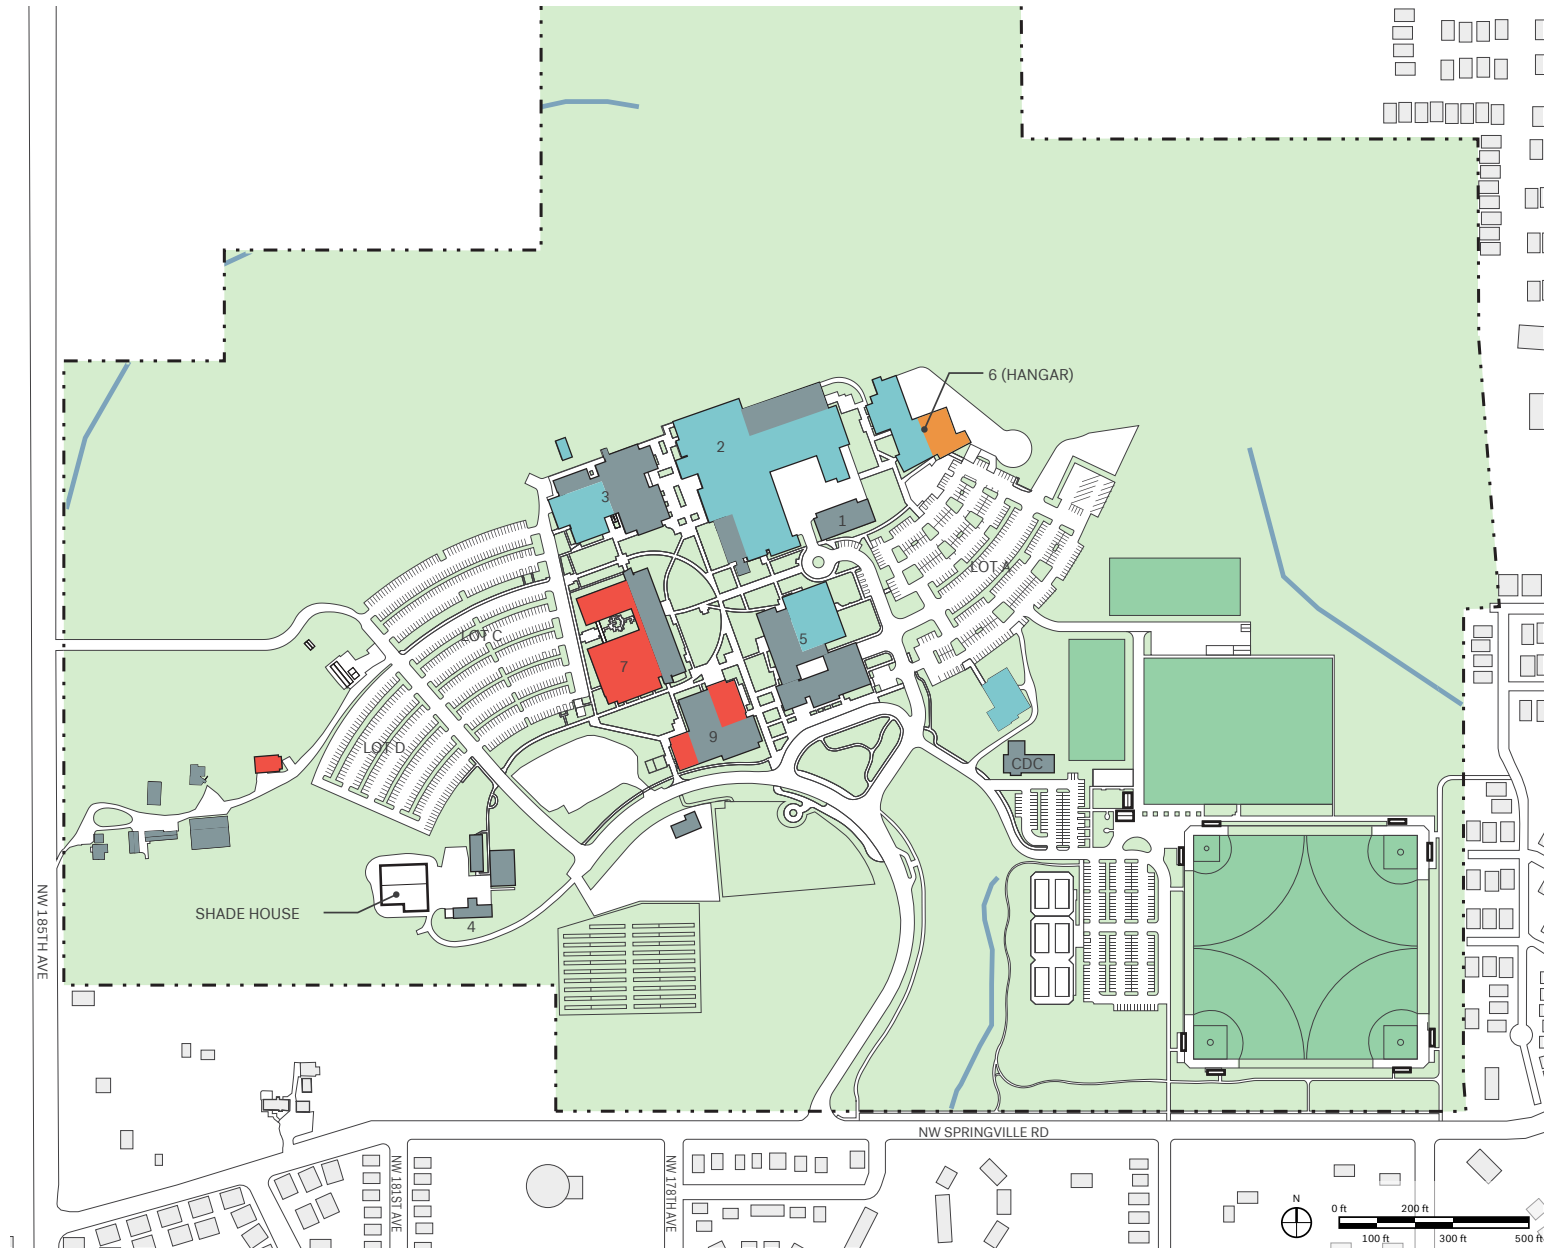 6 (HANGAR)
2
3
1
LOT A
LOT C
5
7
9
LOT D
CDC
SHADE HOUSE
4
NW 185TH AVE
NW SPRINGVILLE RD
NW 181ST AVE
NW 178TH AVE
N
0 ft
200 ft
100 ft
300 ft
500 ft